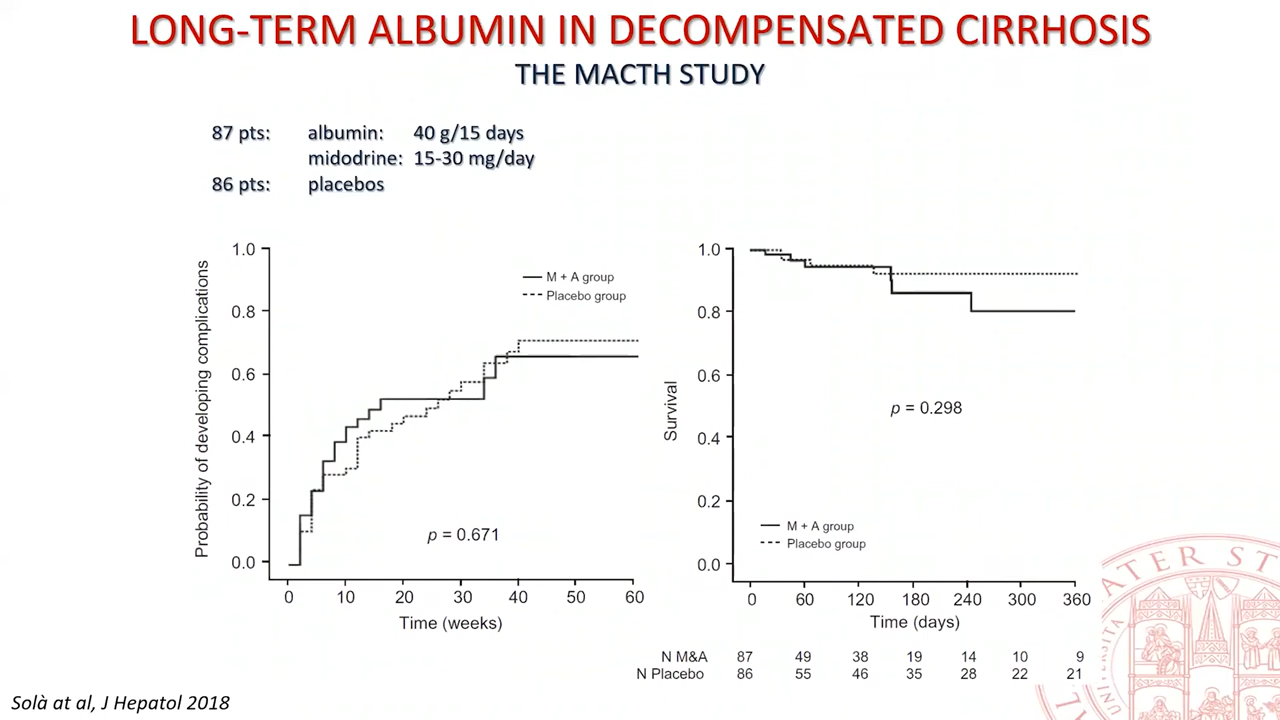 LONG-TERM ALBUMIN IN DECOMPENSATED CIRRHOSIS
THE MACTH STUDY
87 pts: albumin: 40 g/15 days
midodrine: 15-30 mg/day
86 pts: placebos
Probability of developing complications
1.0
0.8
0.6
0.4
0.2
0.0
M + A group
Placebo group
p = 0.671
0 10 20 30 40 50 60
Time (weeks)
Survival
1.0
0.8
0.6
0.4
0.2
0.0
p = 0.298
M + A group
Placebo group
0 60 120 180 240 300 360
Time (days)
N M&A 87 49 38 19 14 10 9
N Placebo 86 55 46 35 28 22 21
Solà at al, J Hepatol 2018
ATER ST